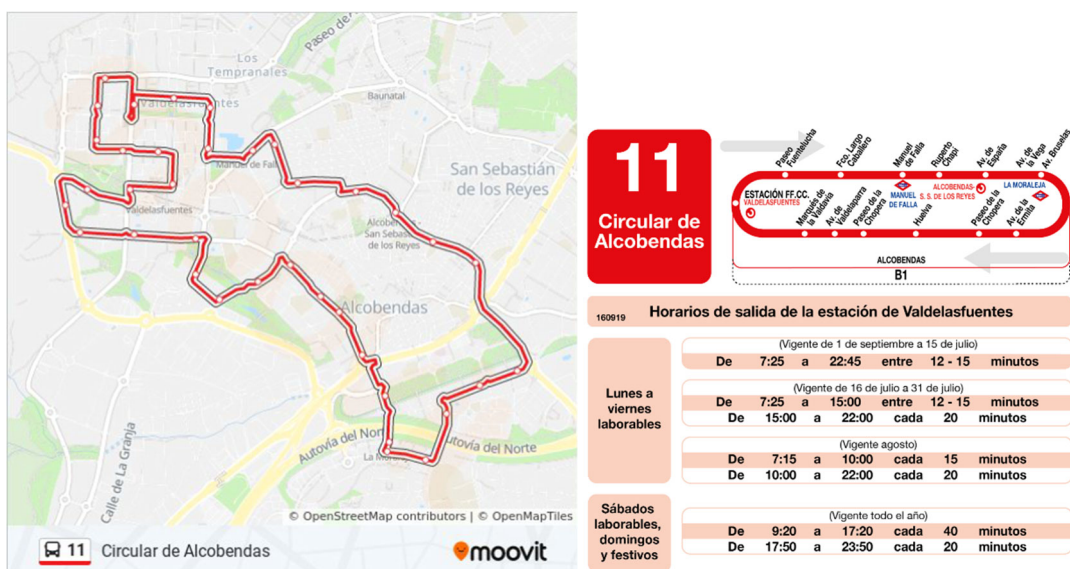 Paseo de
Los
Tempranales
Valdelasfuentes
Baunatal
Manuel de Falla
San Sebastián
de los Reyes
Valdelasfuentes
Alcobendas -
San Sebastián
de los Reyes
Alcobendas
Autovía del Norte
Autovía del Norte
Calle de La Granja
© OpenStreetMap contributors | © OpenMapTiles
11 Circular de Alcobendas
moovit
11
Circular de
Alcobendas
Paseo
Fuentelucha
Fco. Largo
Caballero
Manuel
de Falla
Ruperto
Chapí
Av. de
España
Av. de
la Vega
Av. Bruselas
ESTACIÓN FF.CC.
VALDELASFUENTES
MANUEL
DE FALLA
ALCOBENDAS-
S. S. DE LOS REYES
LA MORALEJA
Marqués de
la Valdavia
Av. de
Valdelaparra
Paseo de la
Chopera
Huelva
Paseo de la
Chopera
Av. de la
Ermita
ALCOBENDAS
B1
160919 Horarios de salida de la estación de Valdelasfuentes
Lunes a
viernes
laborables
(Vigente de 1 de septiembre a 15 de julio)
De 7:25 a 22:45 entre 12 - 15 minutos
(Vigente de 16 de julio a 31 de julio)
De 7:25 a 15:00 entre 12 - 15 minutos
De 15:00 a 22:00 cada 20 minutos
(Vigente agosto)
De 7:15 a 10:00 cada 15 minutos
De 10:00 a 22:00 cada 20 minutos
Sábados
laborables,
domingos
y festivos
(Vigente todo el año)
De 9:20 a 17:20 cada 40 minutos
De 17:50 a 23:50 cada 20 minutos